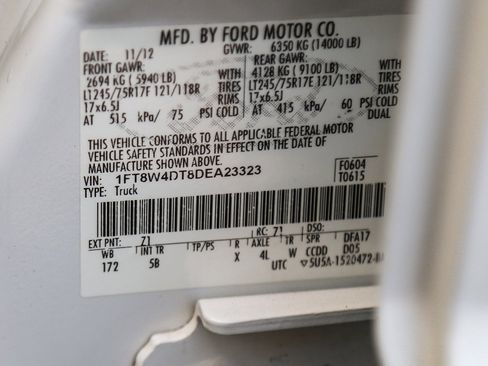 MFD. BY FORD MOTOR CO.
DATE: 11/12 GVWR: 6350 KG (14000 LB)
FRONT GAWR: REAR GAWR:
2694 KG ( 5940 LB) WITH 4128 KG ( 9100 LB) WITH
LT245/75R17E 121/118R TIRES LT245/75R17E 121/118R TIRES
17x6.5J RIMS 17x6.5J RIMS
AT 515 kPa/ 75 PSI COLD AT 415 kPa/ 60 PSI COLD
DUAL
THIS VEHICLE CONFORMS TO ALL APPLICABLE FEDERAL MOTOR
VEHICLE SAFETY STANDARDS IN EFFECT ON THE DATE OF
MANUFACTURE SHOWN ABOVE.
VIN: 1FT8W4DT8DEA23323 F0604
TYPE: Truck T0615
EXT PNT: Z1 RC: Z1 DSO:
WB INT TR TP/PS R AXLE TR SPR DFA17
172 5B X 4L W CCDD D05
UTC ▽5U5A-1520472-